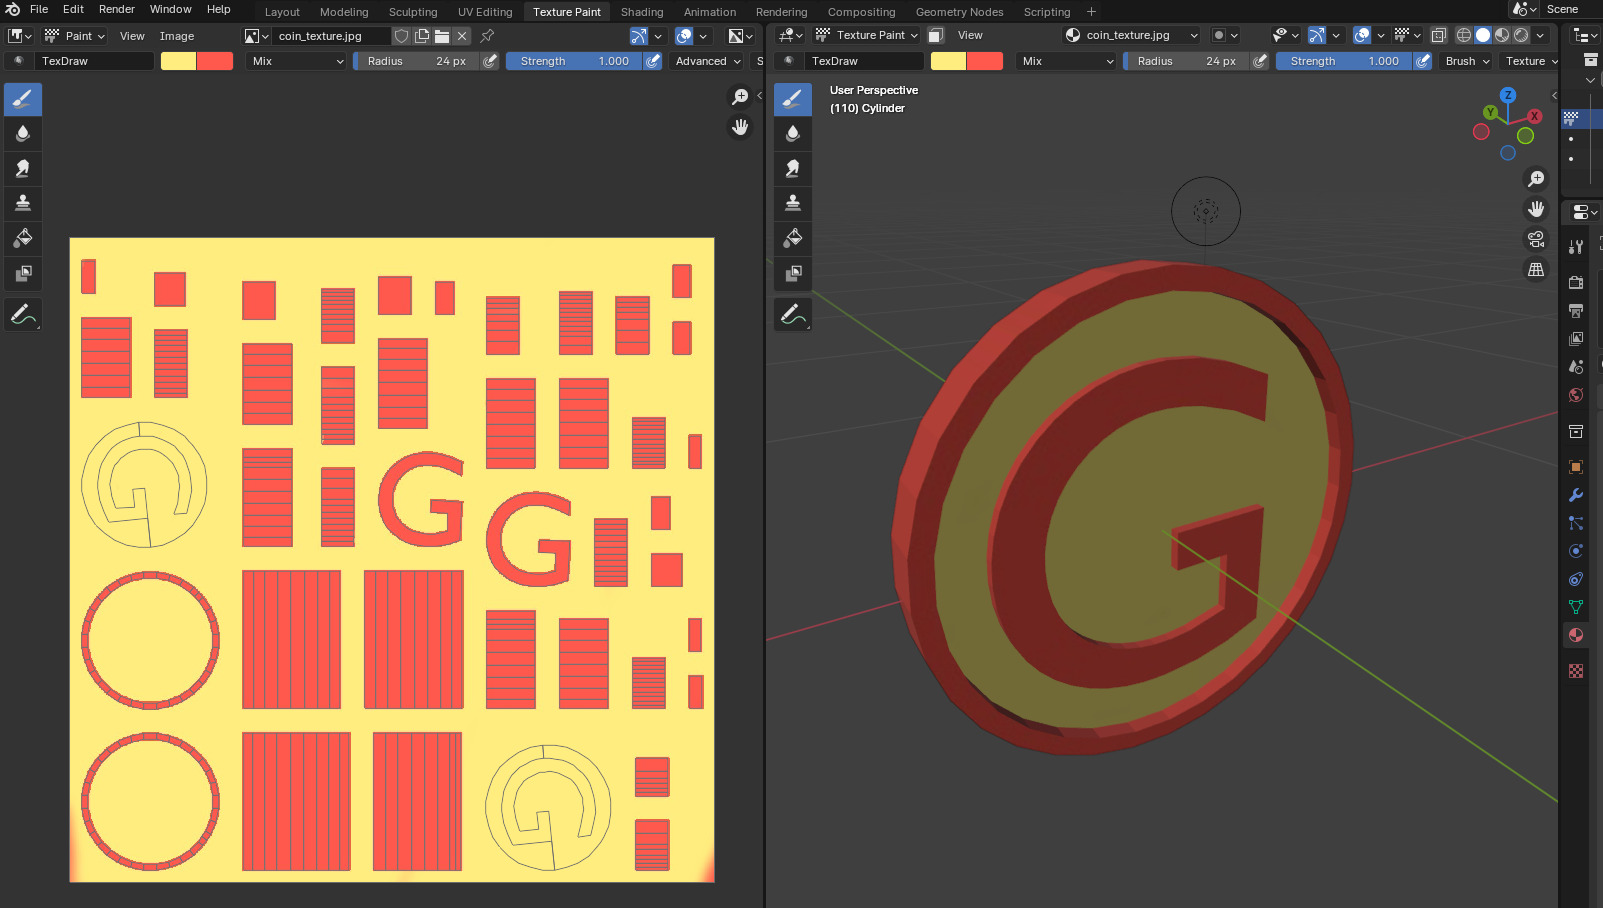 File Edit Render Window Help
Layout Modeling Sculpting UV Editing Texture Paint Shading Animation Rendering Compositing Geometry Nodes Scripting +
Scene
Paint View Image coin_texture.jpg
Texture Paint View coin_texture.jpg
TexDraw Mix Radius 24 px Strength 1.000 Advanced S
TexDraw Mix Radius 24 px Strength 1.000 Brush Texture
User Perspective
(110) Cylinder
Z
Y
X
G
G
G